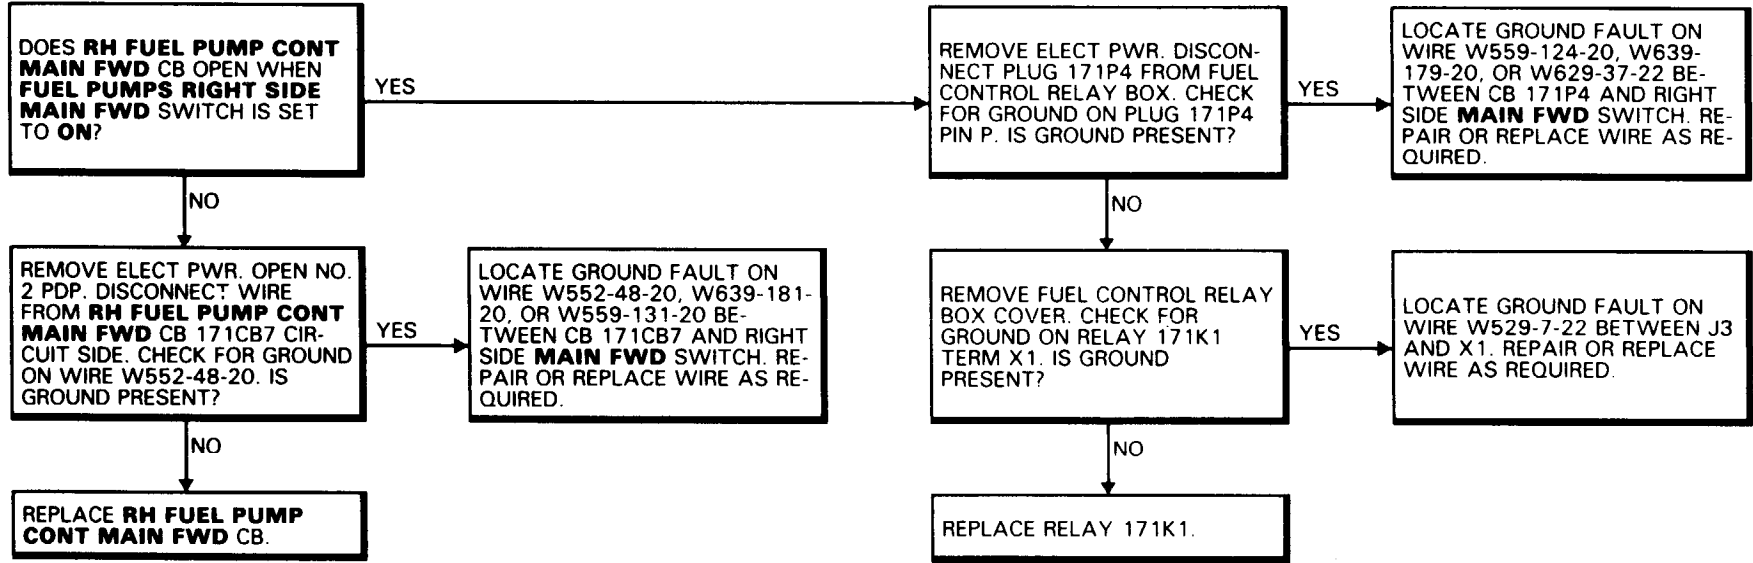 DOES RH FUEL PUMP CONT
MAIN FWD CB OPEN WHEN
FUEL PUMPS RIGHT SIDE
MAIN FWD SWITCH IS SET
TO ON?
YES
REMOVE ELECT PWR. DISCON-
NECT PLUG 171P4 FROM FUEL
CONTROL RELAY BOX. CHECK
FOR GROUND ON PLUG 171P4
PIN P. IS GROUND PRESENT?
YES
LOCATE GROUND FAULT ON
WIRE W559-124-20, W639-
179-20, OR W629-37-22 BE-
TWEEN CB 171P4 AND RIGHT
SIDE MAIN FWD SWITCH. RE-
PAIR OR REPLACE WIRE AS RE-
QUIRED.
NO
NO
REMOVE ELECT PWR. OPEN NO.
2 PDP. DISCONNECT WIRE
FROM RH FUEL PUMP CONT
MAIN FWD CB 171CB7 CIR-
CUIT SIDE. CHECK FOR GROUND
ON WIRE W552-48-20. IS
GROUND PRESENT?
YES
LOCATE GROUND FAULT ON
WIRE W552-48-20, W639-181-
20, OR W559-131-20 BE-
TWEEN CB 171CB7 AND RIGHT
SIDE MAIN FWD SWITCH. RE-
PAIR OR REPLACE WIRE AS RE-
QUIRED.
REMOVE FUEL CONTROL RELAY
BOX COVER. CHECK FOR
GROUND ON RELAY 171K1
TERM X1. IS GROUND
PRESENT?
YES
LOCATE GROUND FAULT ON
WIRE W529-7-22 BETWEEN J3
AND X1. REPAIR OR REPLACE
WIRE AS REQUIRED.
NO
NO
REPLACE RH FUEL PUMP
CONT MAIN FWD CB.
REPLACE RELAY 171K1.